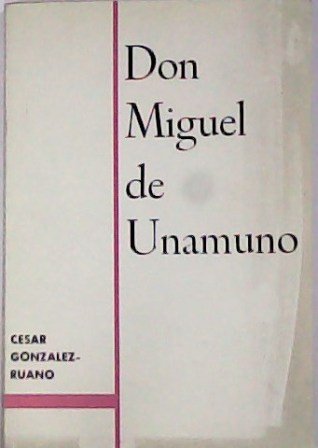 Don
Miguel
de
Unamuno
CESAR
GONZALEZ-
RUANO